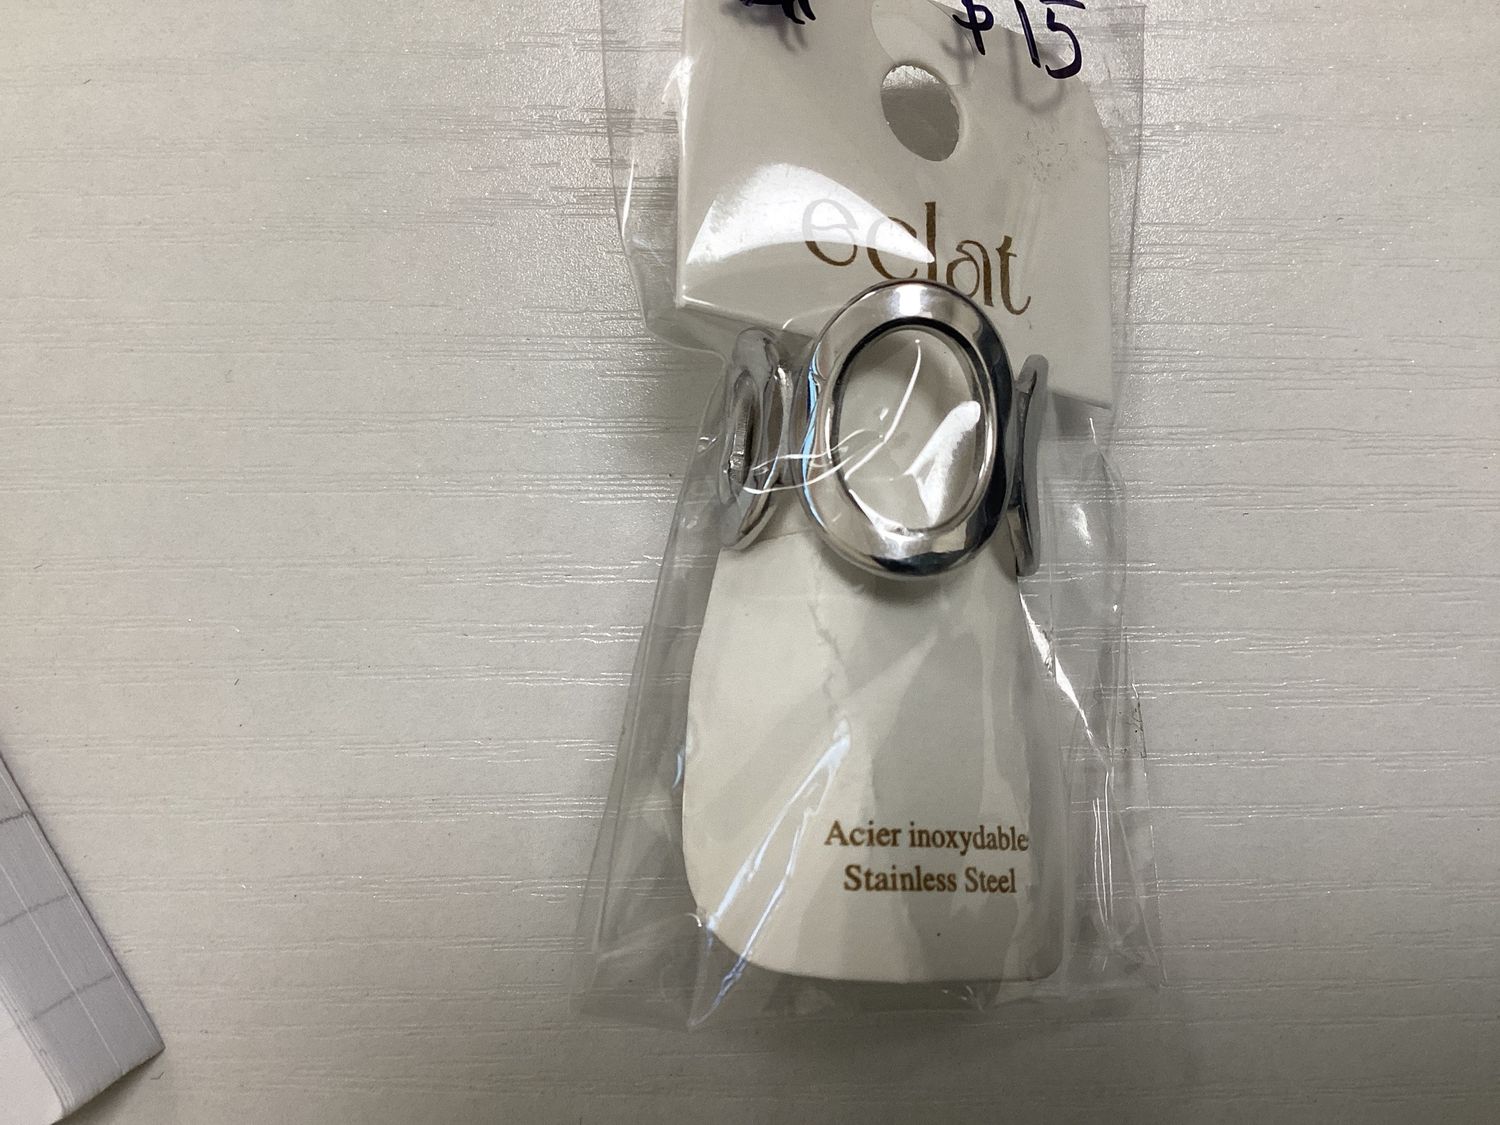 $15
eclat
Acier inoxydable
Stainless Steel